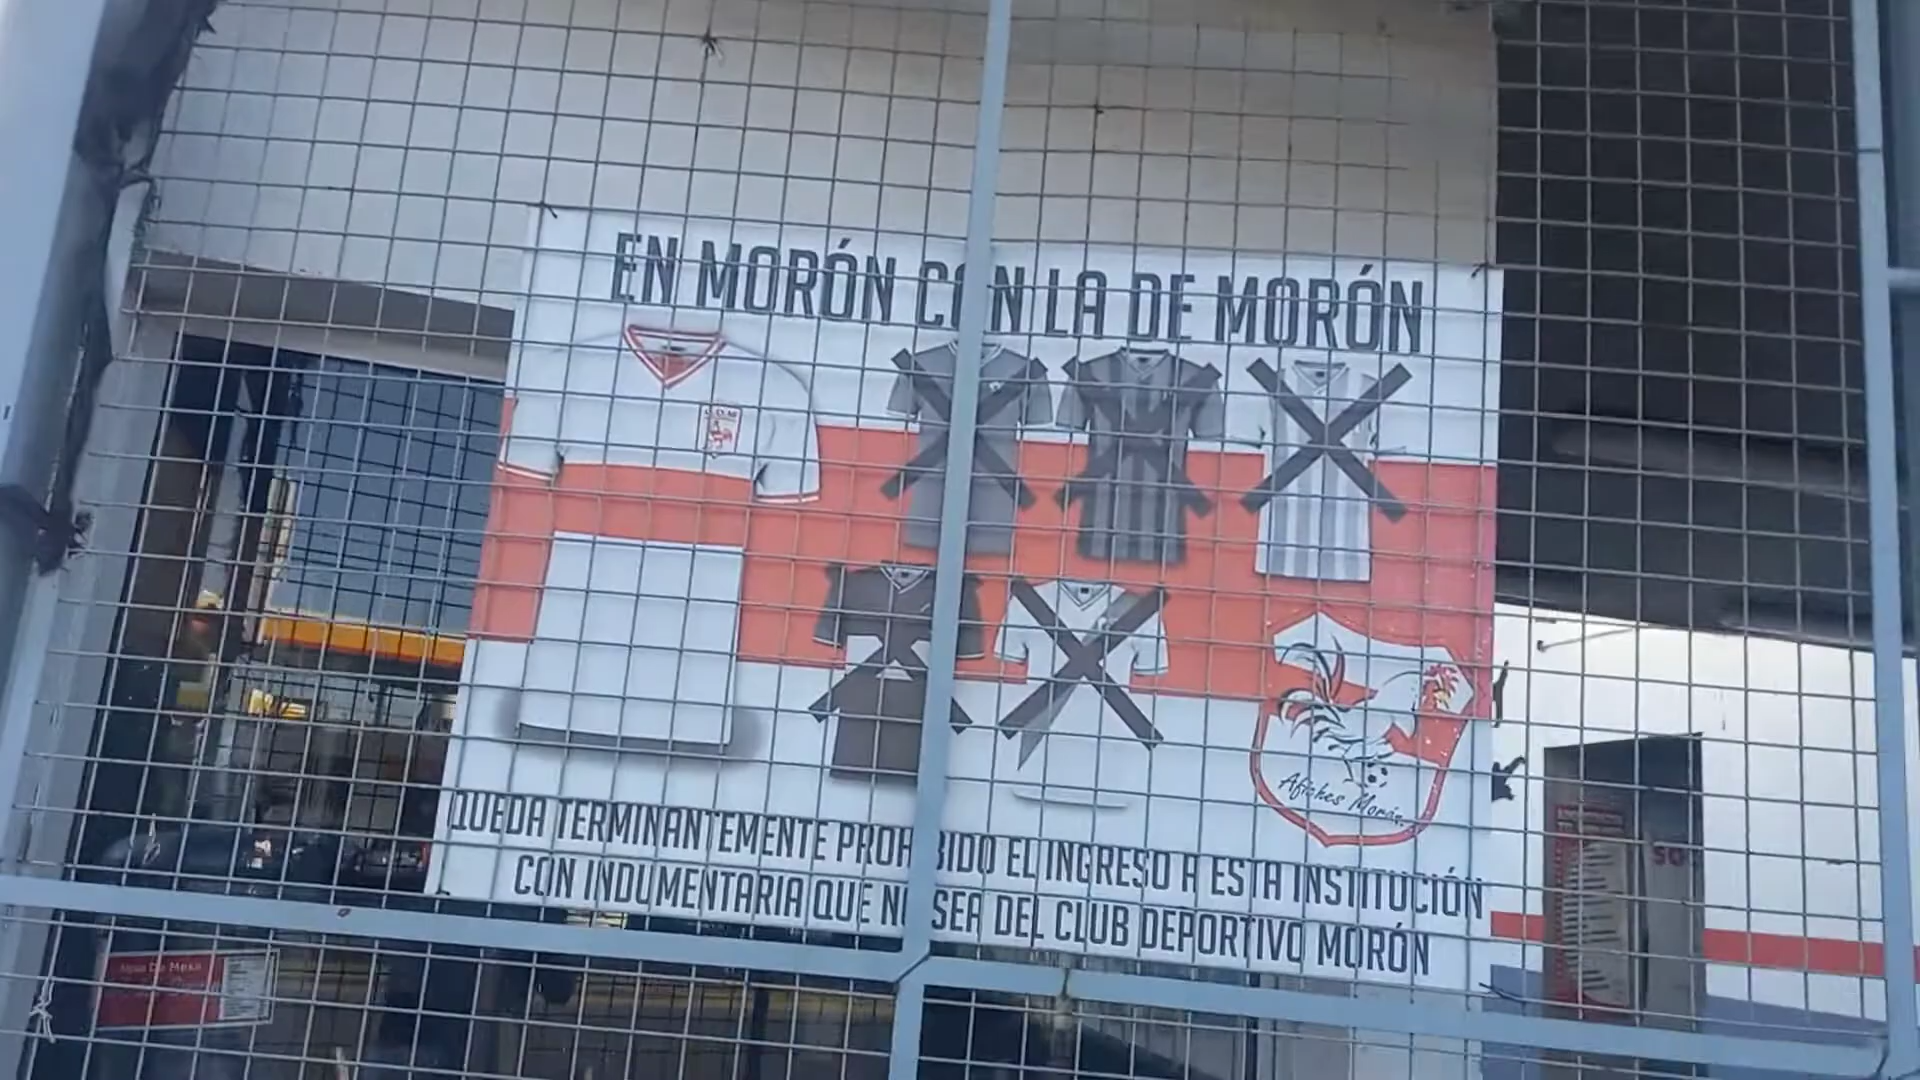 EN MORÓN CON LA DE MORÓN
C.D.M
Afiches Morón.
QUEDA TERMINANTEMENTE PROHIBIDO EL INGRESO A ESTA INSTITUCIÓN
CON INDUMENTARIA QUE NO SEA DEL CLUB DEPORTIVO MORÓN